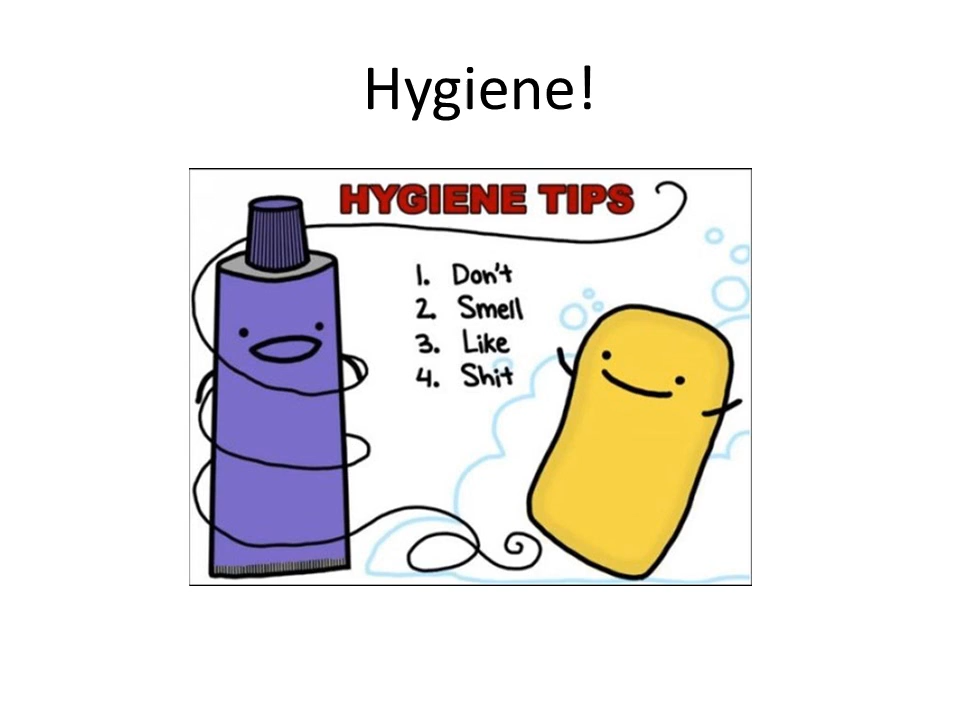 Hygiene!
HYGIENE TIPS
1. Don't
2. Smell
3. Like
4. Shit